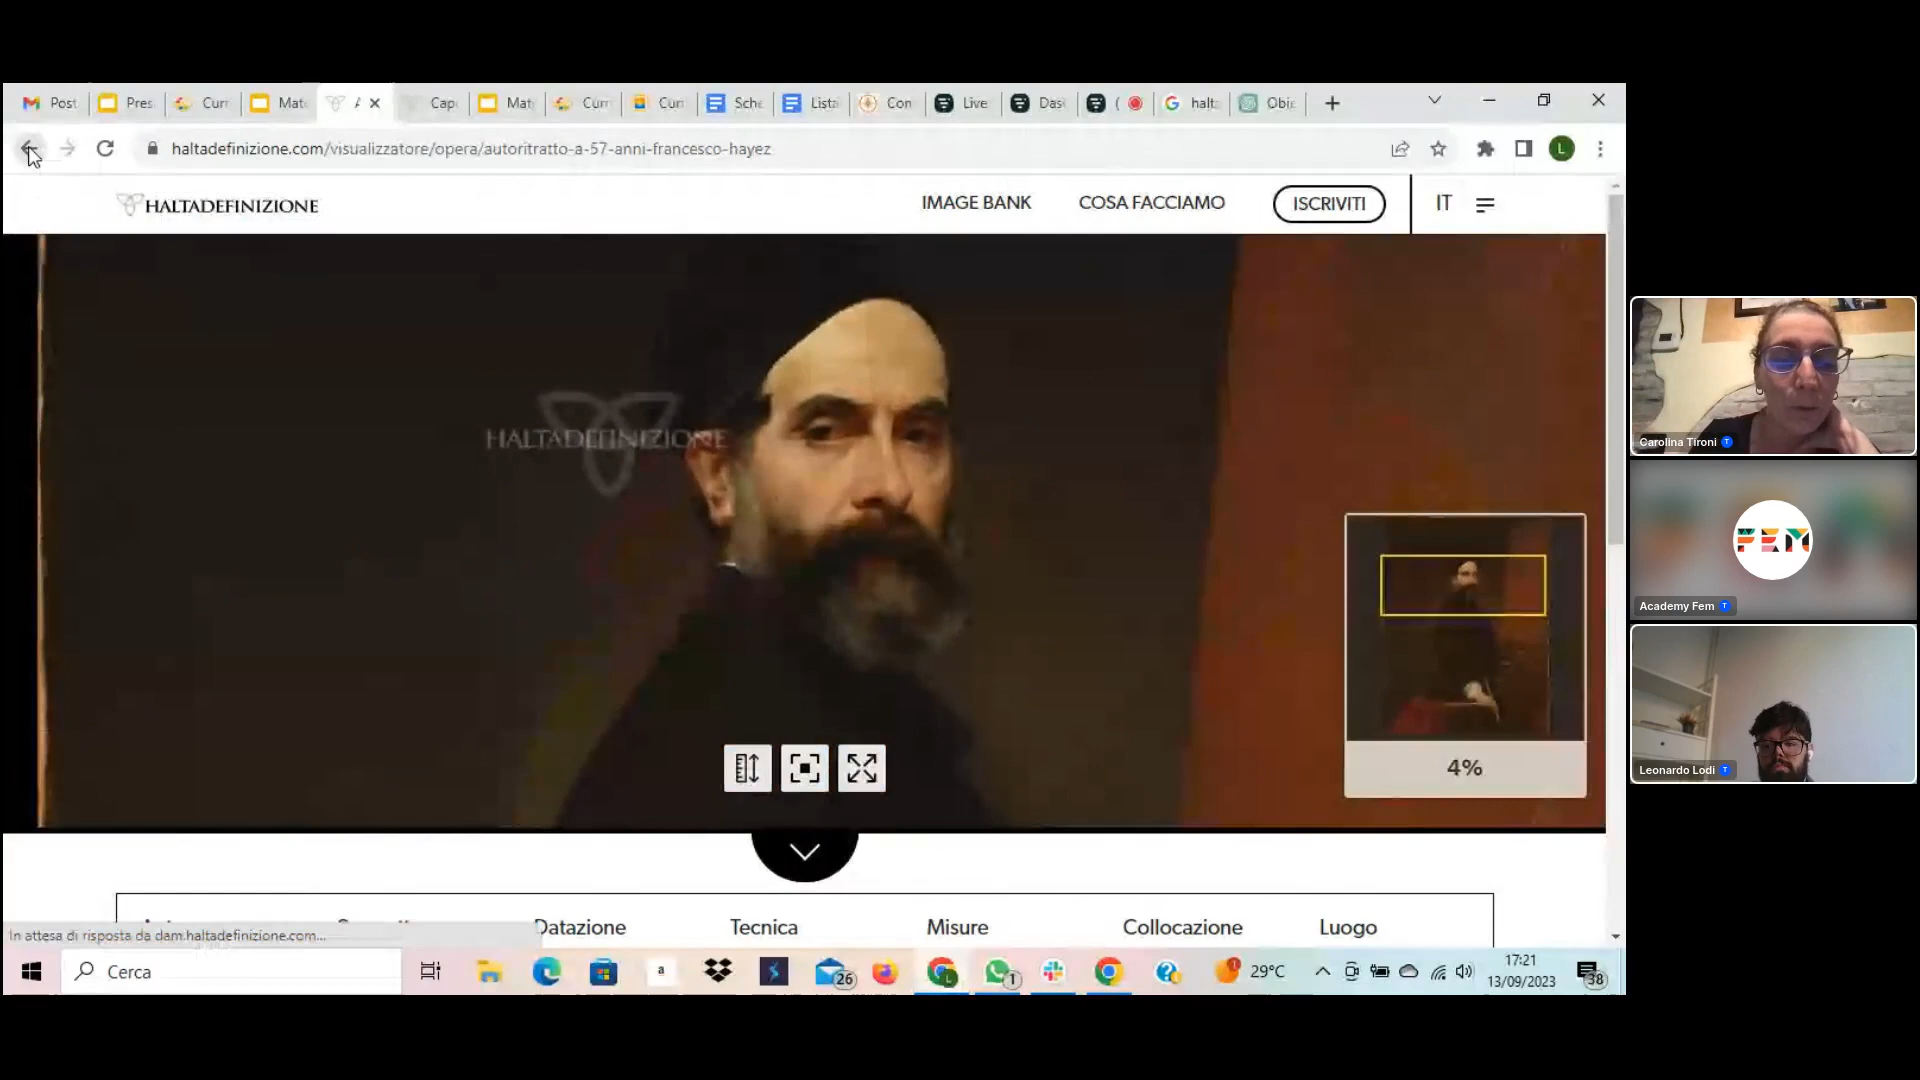 Post
Pres
Curr
Mat
Cap
Mat
Curr
Curr
Sche
Lista
Con
Live
Das
(
halt
Obie
haltadefinizione.com/visualizzatore/opera/autoritratto-a-57-anni-francesco-hayez
L
HALTADEFINIZIONE
IMAGE BANK
COSA FACCIAMO
ISCRIVITI
IT
HALTADEFINIZIONE
4%
Datazione
Tecnica
Misure
Collocazione
Luogo
In attesa di risposta da dam.haltadefinizione.com...
Cerca
a
26
1
29°C
17:21
13/09/2023
38
Carolina Tironi T
FEM
Academy Fem T
Leonardo Lodi T